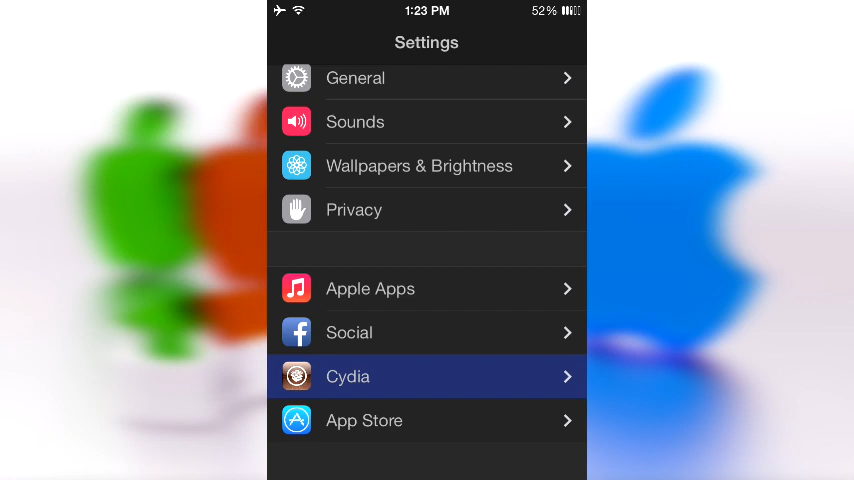 1:23 PM
52%
Settings
General
Sounds
Wallpapers & Brightness
Privacy
Apple Apps
Social
Cydia
App Store